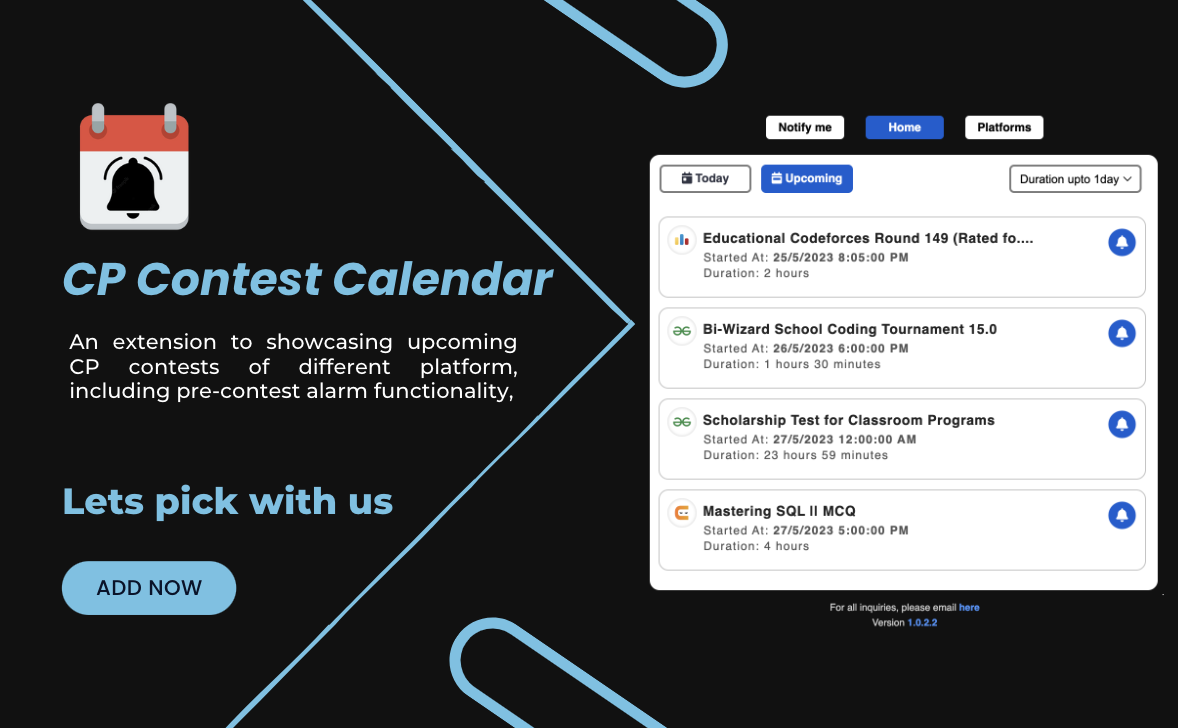 CP Contest Calendar
An extension to showcasing upcoming
CP contests of different platform,
including pre-contest alarm functionality,
Lets pick with us
ADD NOW
Notify me
Home
Platforms
Today
Upcoming
Duration upto 1day
Educational Codeforces Round 149 (Rated fo....
Started At: 25/5/2023 8:05:00 PM
Duration: 2 hours
Bi-Wizard School Coding Tournament 15.0
Started At: 26/5/2023 6:00:00 PM
Duration: 1 hours 30 minutes
Scholarship Test for Classroom Programs
Started At: 27/5/2023 12:00:00 AM
Duration: 23 hours 59 minutes
Mastering SQL II MCQ
Started At: 27/5/2023 5:00:00 PM
Duration: 4 hours
For all inquiries, please email here
Version 1.0.2.2